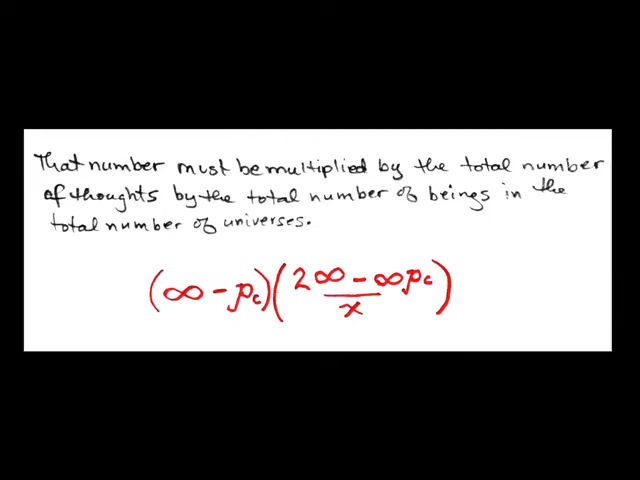 That number must be multiplied by the total number
of thoughts by the total number of beings in the
total number of universes.
(∞ - pc)(2∞ - ∞pc / x)